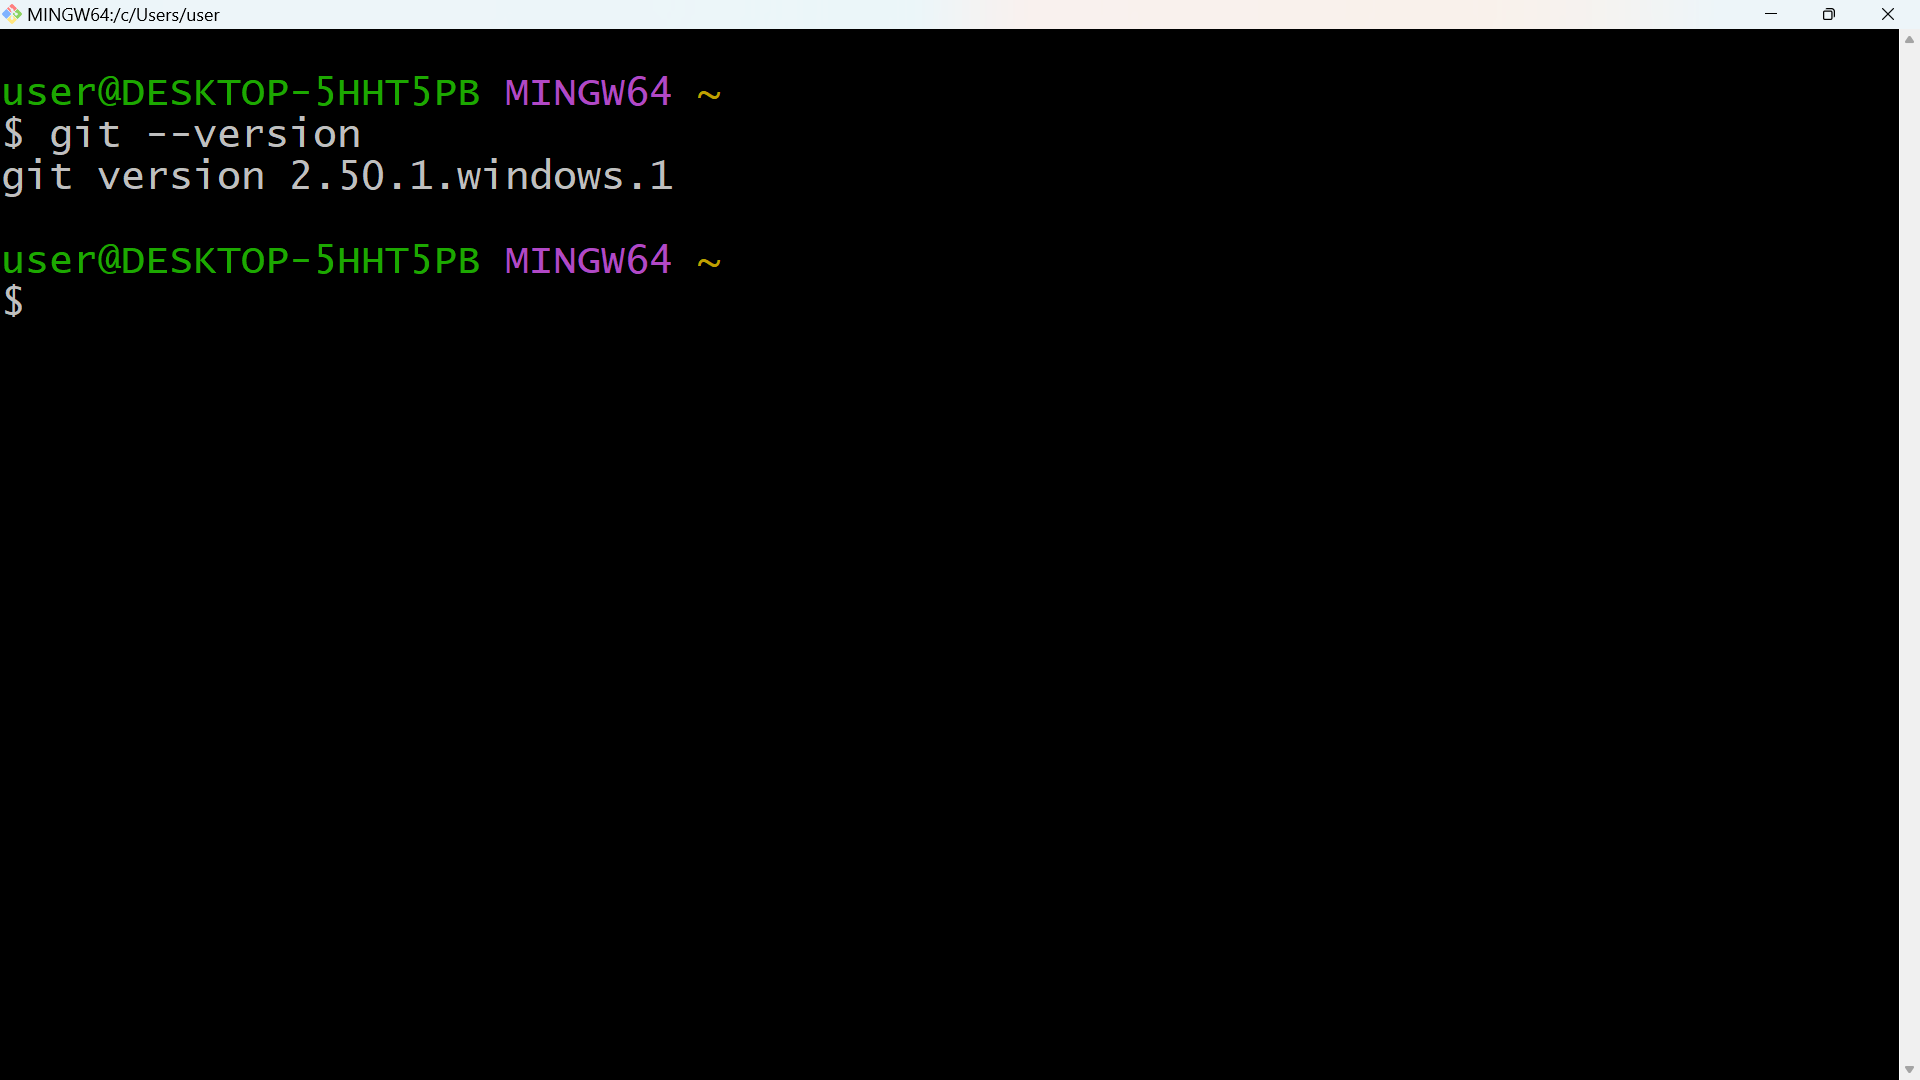 MINGW64:/c/Users/user
user@DESKTOP-5HHT5PB MINGW64 ~
$ git --version
git version 2.50.1.windows.1
user@DESKTOP-5HHT5PB MINGW64 ~
$